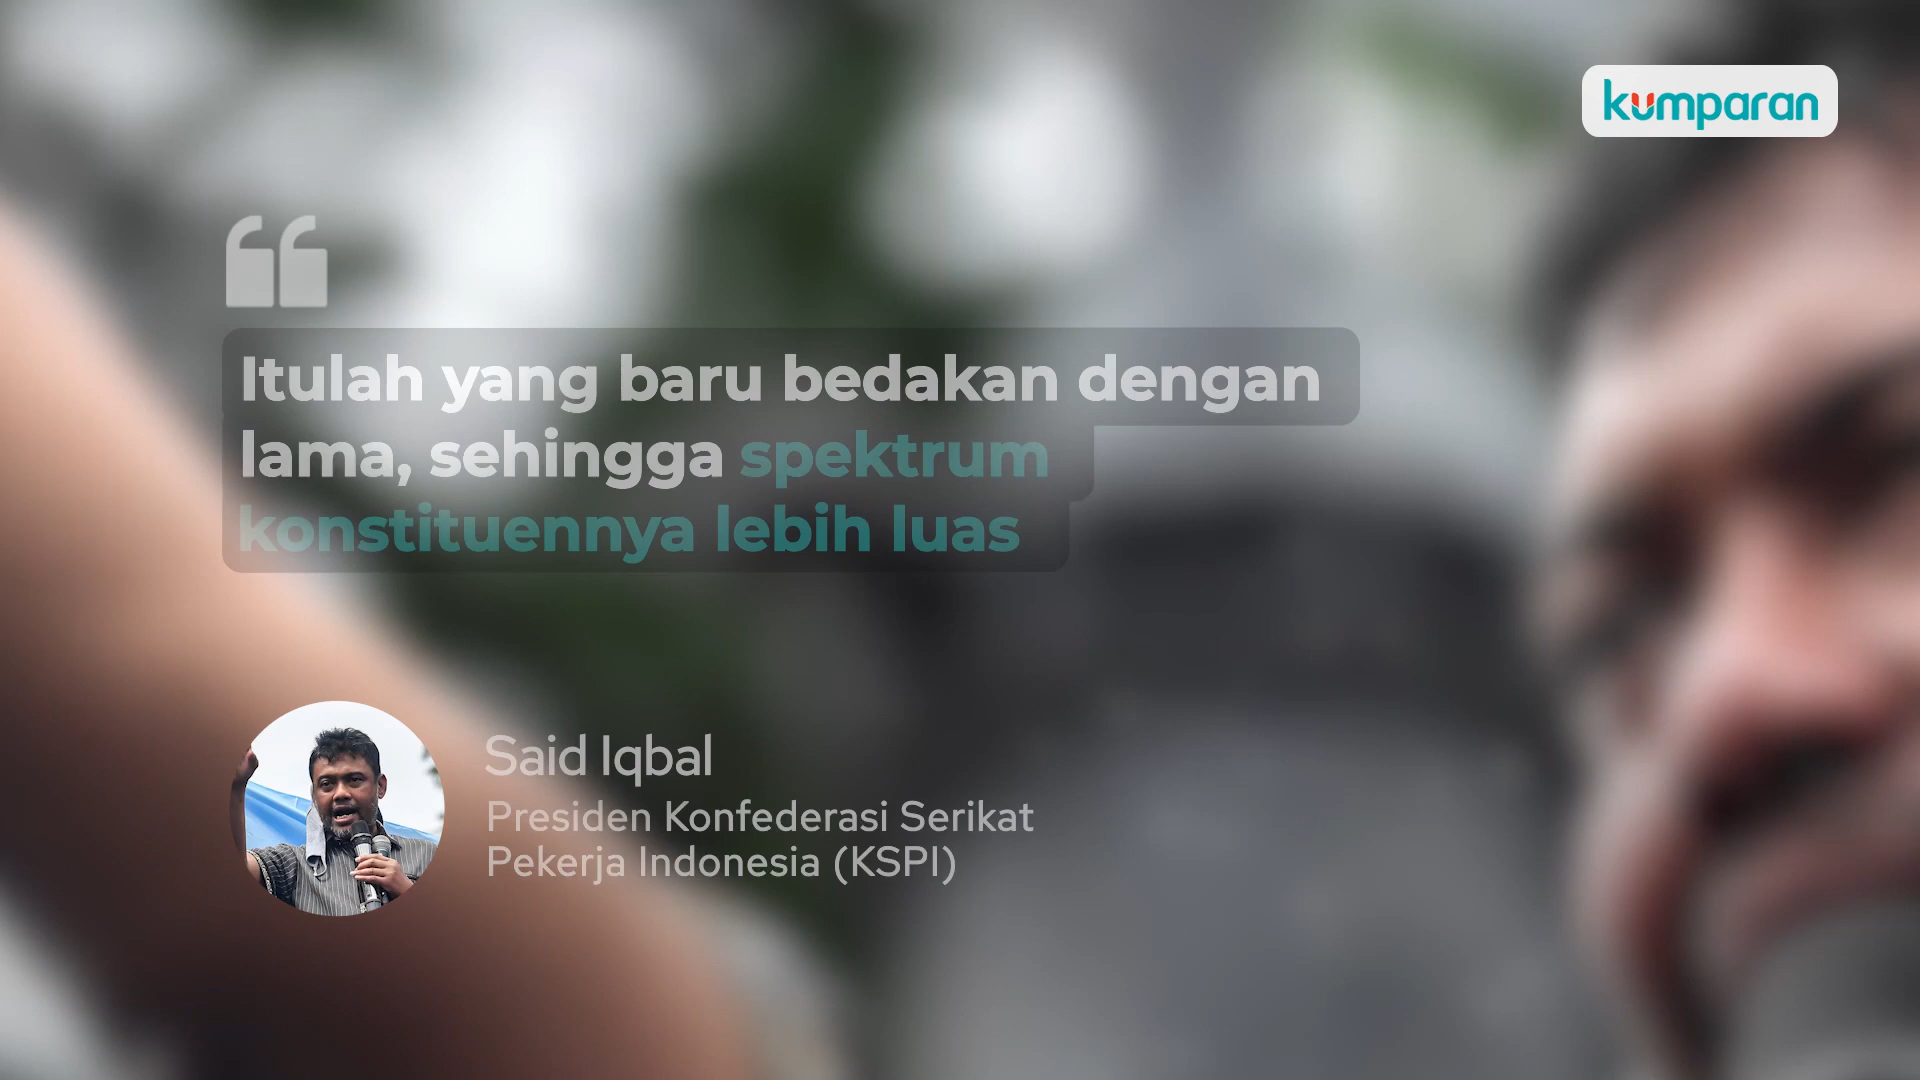 kumparan
Itulah yang baru bedakan dengan
lama, sehingga spektrum
konstituennya lebih luas
Said Iqbal
Presiden Konfederasi Serikat
Pekerja Indonesia (KSPI)